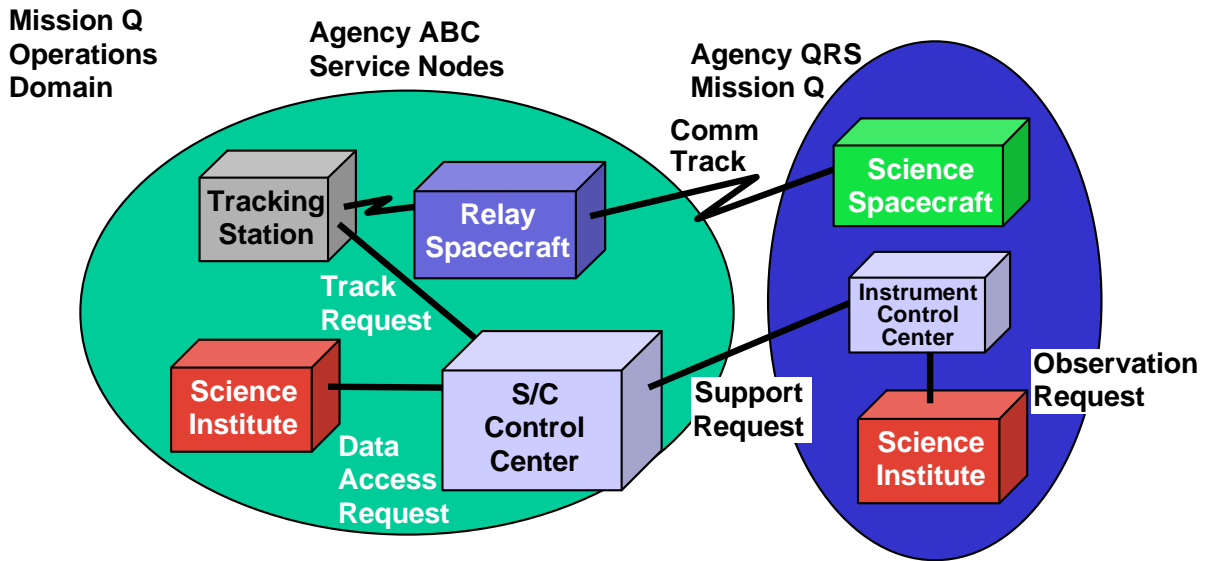 Mission Q
Operations
Domain
Agency ABC
Service Nodes
Agency QRS
Mission Q
Comm
Track
Science
Spacecraft
Tracking
Station
Relay
Spacecraft
Track
Request
Instrument
Control
Center
Science
Institute
S/C
Control
Center
Support
Request
Observation
Request
Science
Institute
Data
Access
Request